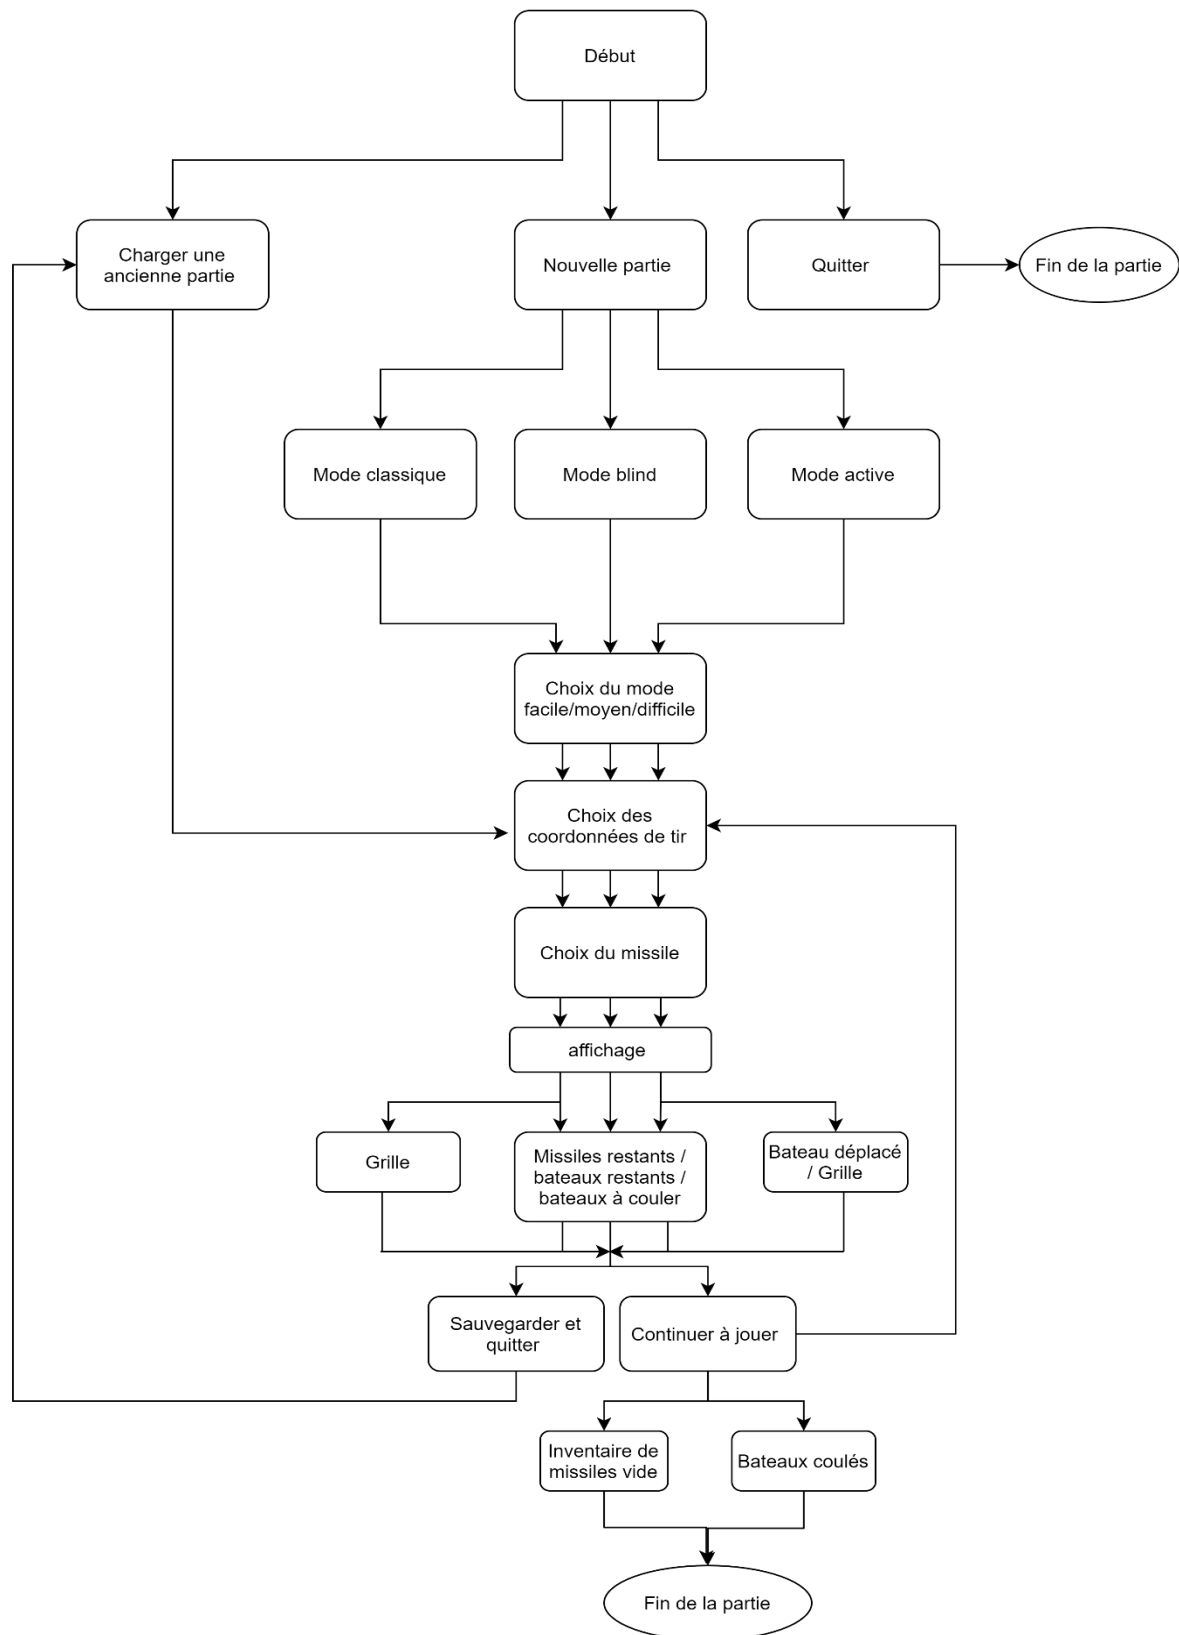 Début
Charger une
ancienne partie
Nouvelle partie
Quitter
Fin de la partie
Mode classique
Mode blind
Mode active
Choix du mode
facile/moyen/difficile
Choix des
coordonnées de tir
Choix du missile
affichage
Grille
Missiles restants /
bateaux restants /
bateaux à couler
Bateau déplacé
/ Grille
Sauvegarder et
quitter
Continuer à jouer
Inventaire de
missiles vide
Bateaux coulés
Fin de la partie